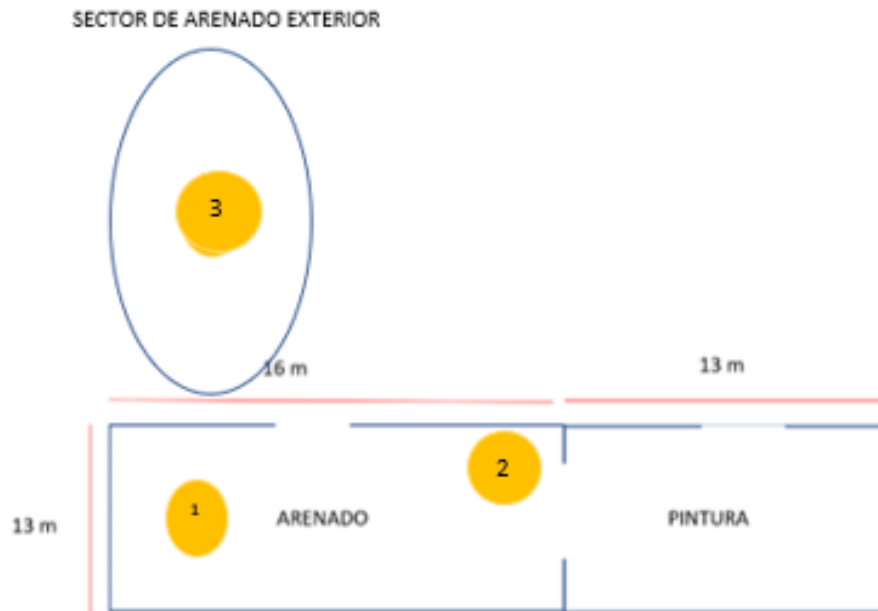 SECTOR DE ARENADO EXTERIOR
3
16 m
13 m
2
1
ARENADO
PINTURA
13 m